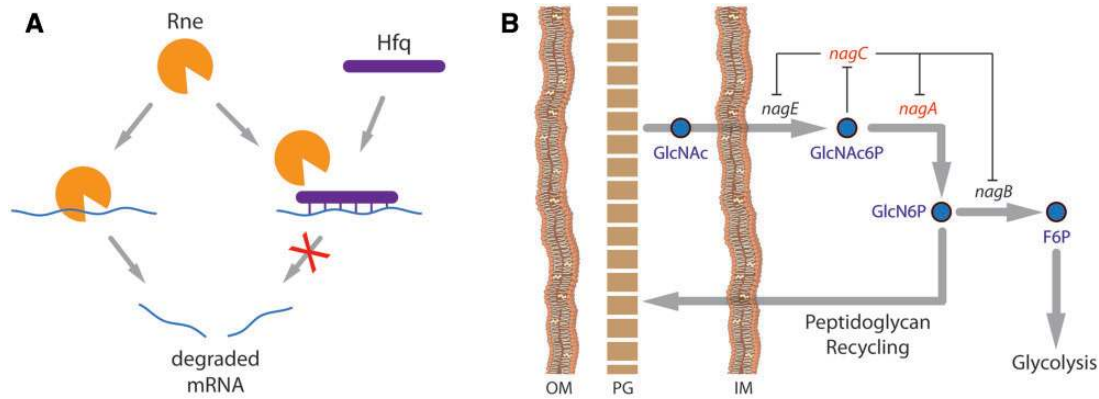 A
Rne
Hfq
degraded
mRNA
B
nagC
nagE
nagA
GlcNAc
GlcNAc6P
nagB
GlcN6P
F6P
Peptidoglycan
Recycling
Glycolysis
OM
PG
IM